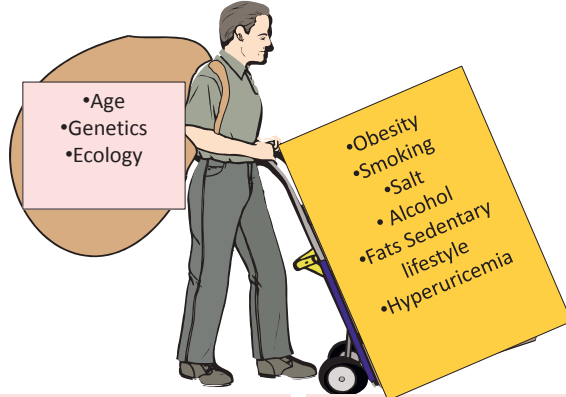 •Age
•Genetics
•Ecology
•Obesity
•Smoking
•Salt
• Alcohol
•Fats Sedentary
lifestyle
•Hyperuricemia